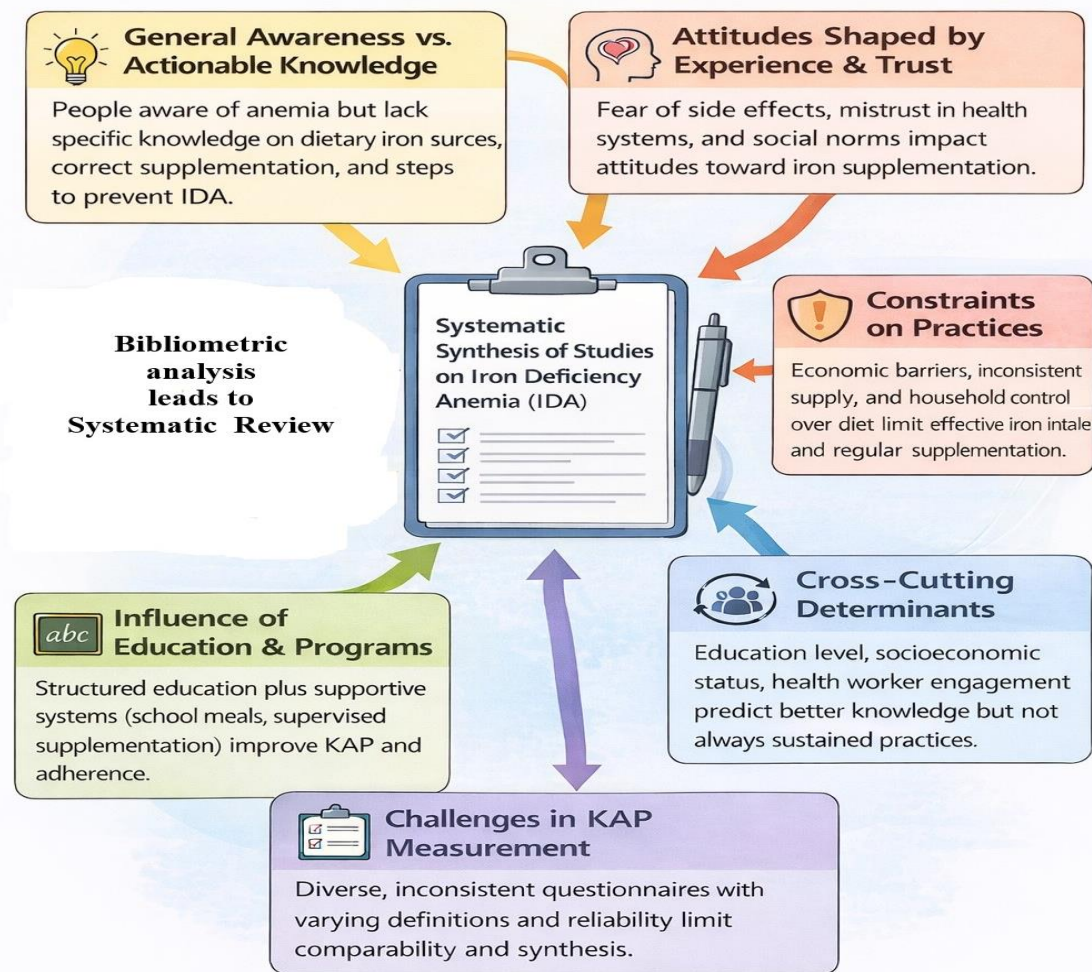 General Awareness vs.
Actionable Knowledge
People aware of anemia but lack
specific knowledge on dietary iron surces,
correct supplementation, and steps
to prevent IDA.
Attitudes Shaped by
Experience & Trust
Fear of side effects, mistrust in health
systems, and social norms impact
attitudes toward iron supplementation.
Bibliometric
analysis
leads to
Systematic Review
Systematic
Synthesis of Studies
on Iron Deficiency
Anemia (IDA)
Constraints
on Practices
Economic barriers, inconsistent
supply, and household control
over diet limit effective iron intale
and regular supplementation.
abc
Influence of
Education & Programs
Structured education plus supportive
systems (school meals, supervised
supplementation) improve KAP and
adherence.
Cross-Cutting
Determinants
Education level, socioeconomic
status, health worker engagement
predict better knowledge but not
always sustained practices.
Challenges in KAP
Measurement
Diverse, inconsistent questionnaires with
varying definitions and reliability limit
comparability and synthesis.